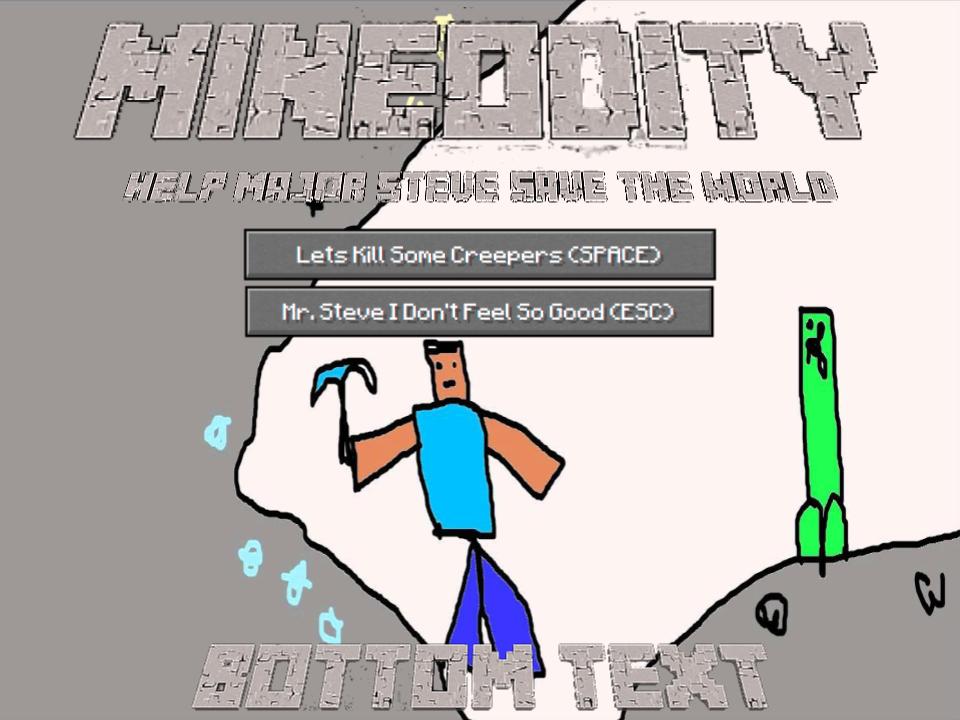 MINEODDITY
HELP MAJOR STEVE SAVE THE WORLD
Lets Kill Some Creepers (SPACE)
Mr. Steve I Don't Feel So Good (ESC)
BOTTOM TEXT